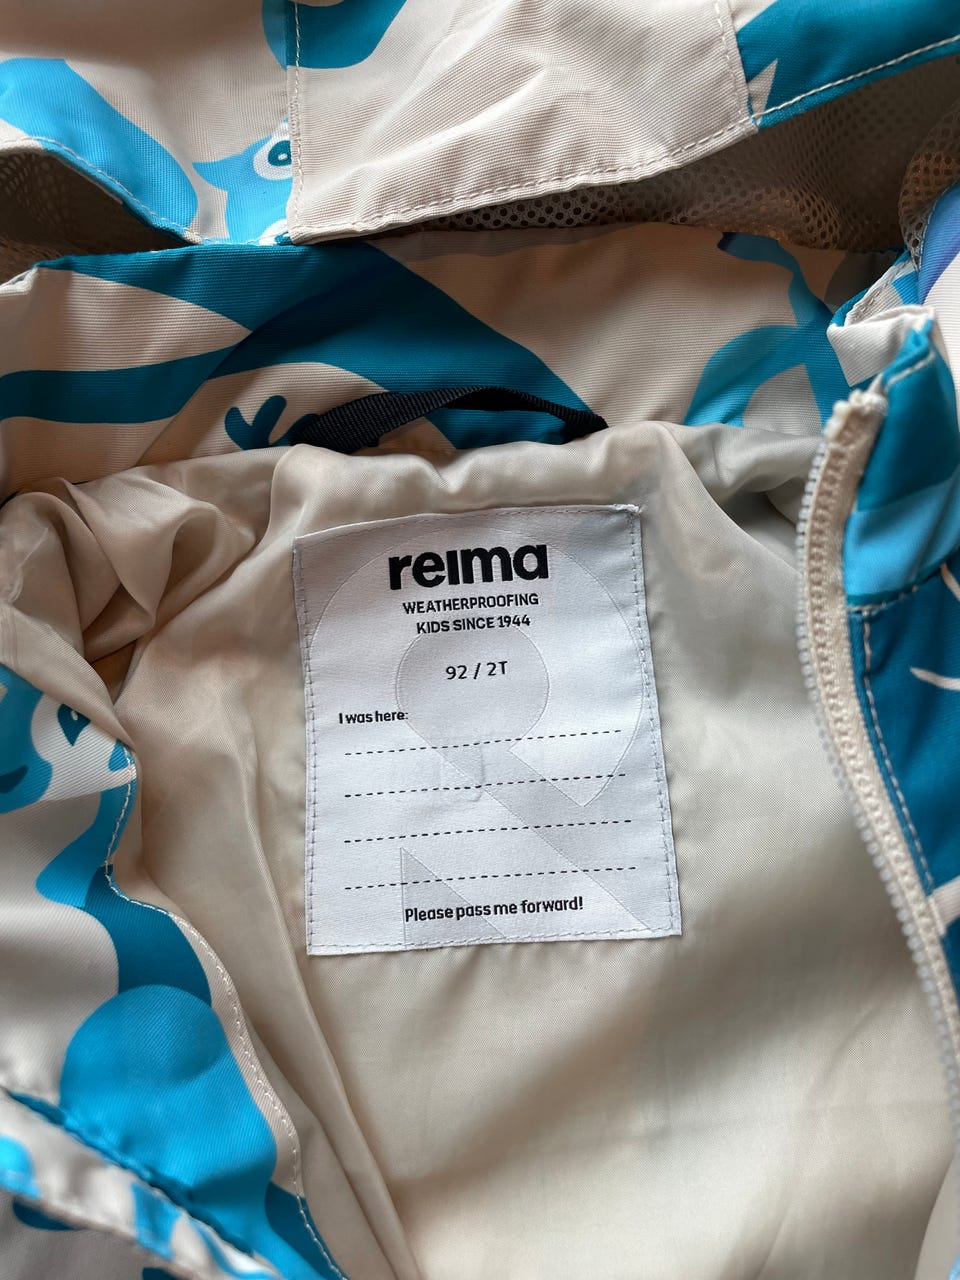 reima
WEATHERPROOFING
KIDS SINCE 1944
92 / 2T
I was here:
Please pass me forward!